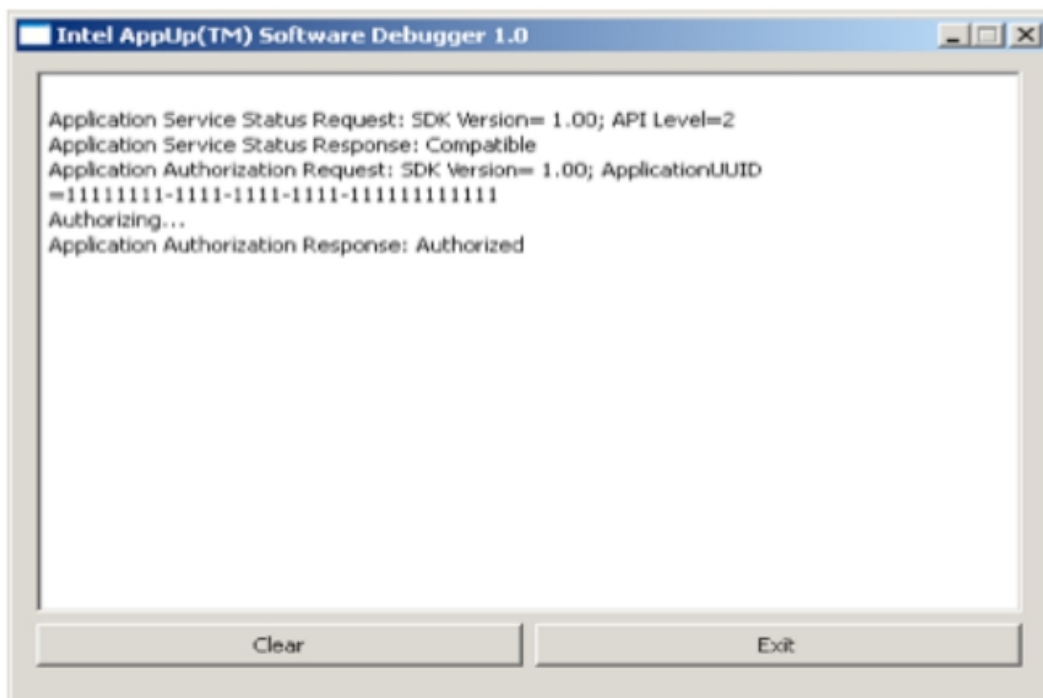 Intel AppUp(TM) Software Debugger 1.0
Application Service Status Request: SDK Version= 1.00; API Level=2
Application Service Status Response: Compatible
Application Authorization Request: SDK Version= 1.00; ApplicationUUID
=11111111-1111-1111-1111-111111111111
Authorizing...
Application Authorization Response: Authorized
Clear
Exit